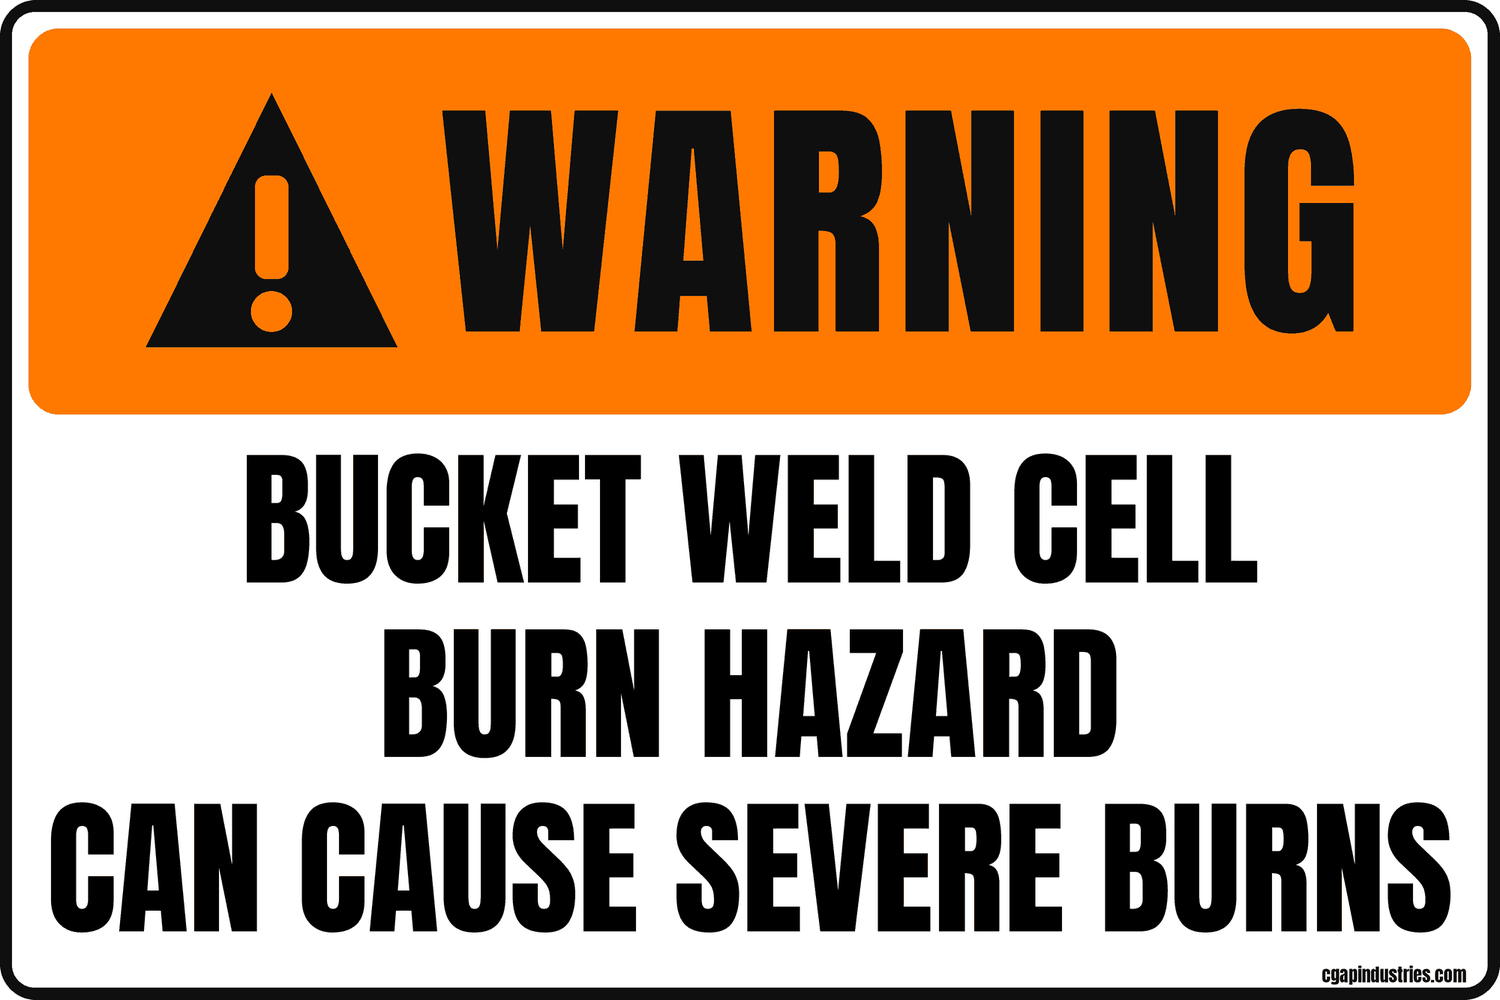 WARNING
BUCKET WELD CELL
BURN HAZARD
CAN CAUSE SEVERE BURNS
cgapindustries.com